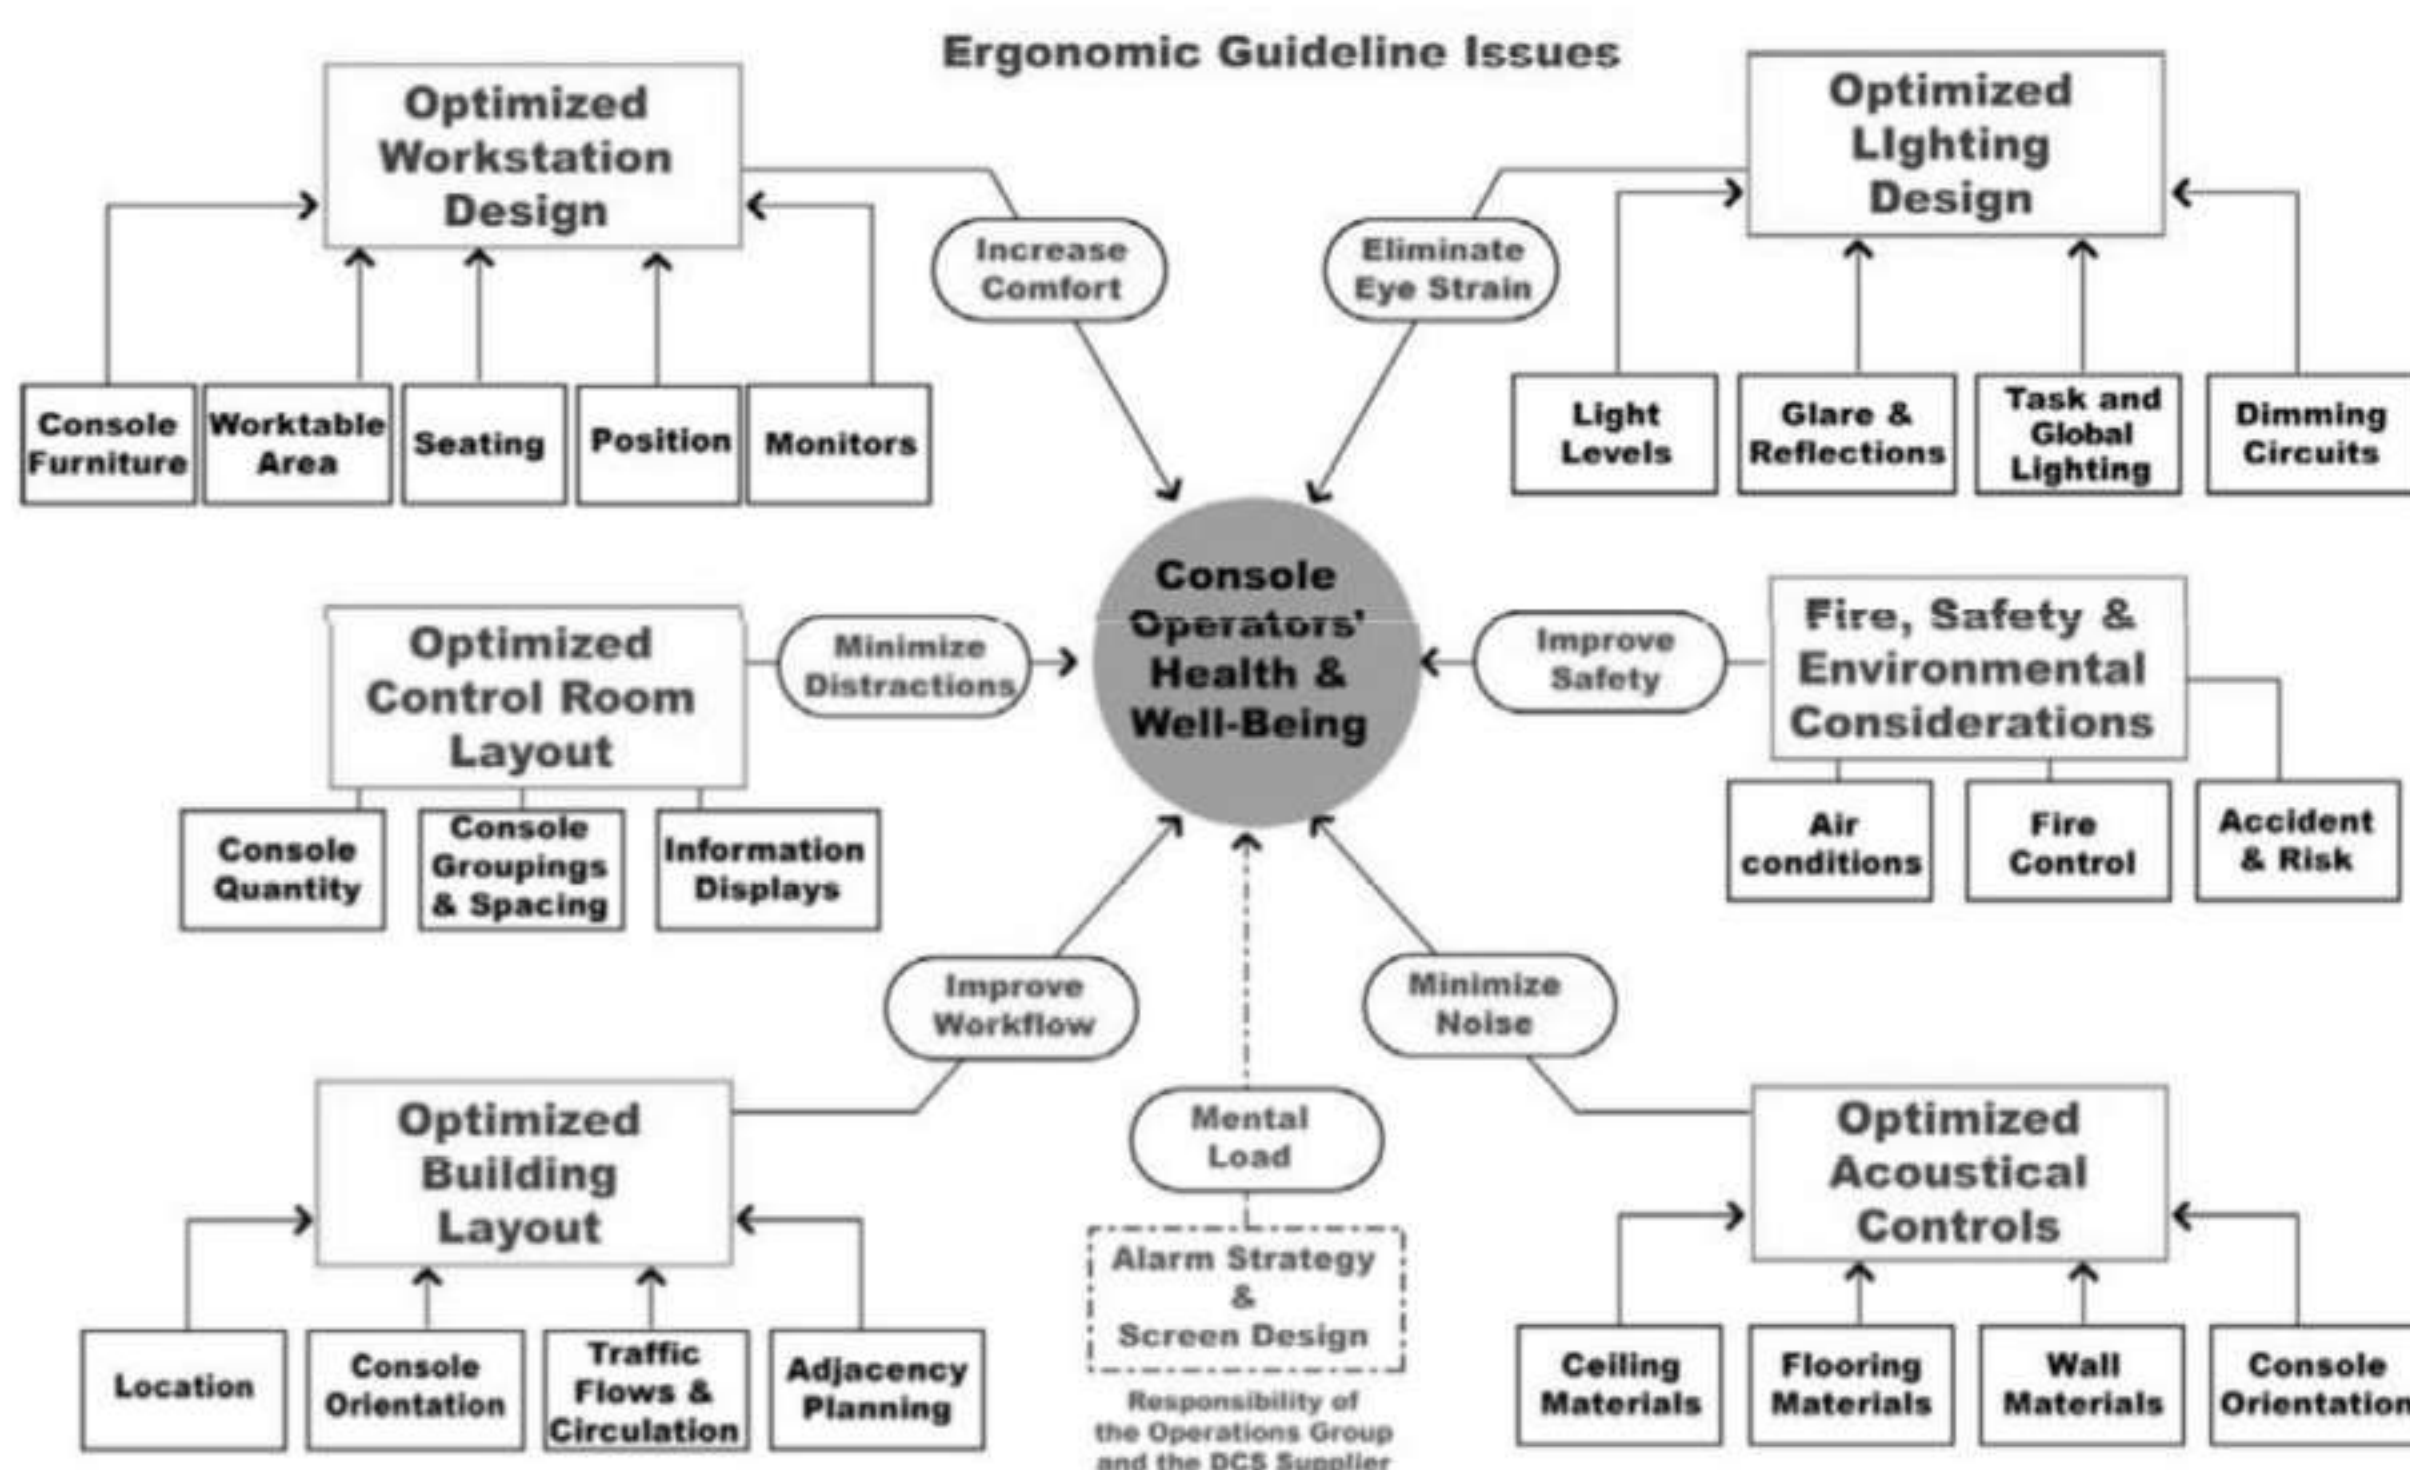 Ergonomic Guideline Issues
Optimized
Workstation
Design
Increase
Comfort
Eliminate
Eye Strain
Optimized
LIghting
Design
Console
Furniture
Worktable
Area
Seating
Position
Monitors
Light
Levels
Glare &
Reflections
Task and
Global
Lighting
Dimming
Circuits
Optimized
Control Room
Layout
Minimize
Distractions
Console
Operators'
Health &
Well-Being
Improve
Safety
Fire, Safety &
Environmental
Considerations
Console
Quantity
Console
Groupings
& Spacing
Information
Displays
Air
conditions
Fire
Control
Accident
& Risk
Improve
Workflow
Minimize
Noise
Optimized
Building
Layout
Mental
Load
Optimized
Acoustical
Controls
Alarm Strategy
&
Screen Design
Location
Console
Orientation
Traffic
Flows &
Circulation
Adjacency
Planning
Responsibility of
the Operations Group
and the DCS Supplier
Ceiling
Materials
Flooring
Materials
Wall
Materials
Console
Orientation